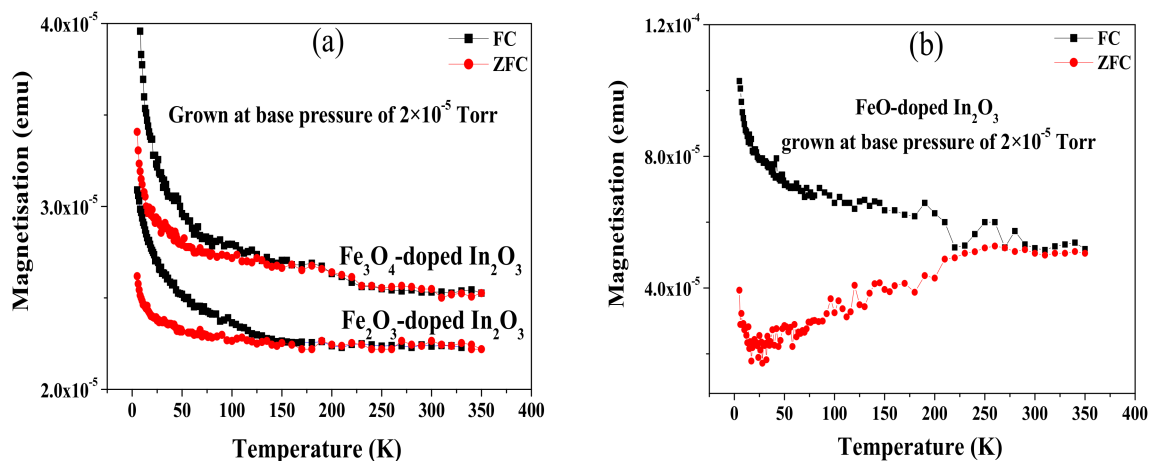 (a)
FC
ZFC
Grown at base pressure of 2×10⁻⁵ Torr
Fe₃O₄-doped In₂O₃
Fe₂O₃-doped In₂O₃
Magnetisation (emu)
4.0x10⁻⁵
3.0x10⁻⁵
2.0x10⁻⁵
0 50 100 150 200 250 300 350 400
Temperature (K)
(b)
FC
ZFC
FeO-doped In₂O₃
grown at base pressure of 2×10⁻⁵ Torr
Magnetisation (emu)
1.2x10⁻⁴
8.0x10⁻⁵
4.0x10⁻⁵
0 50 100 150 200 250 300 350 400
Temperature (K)